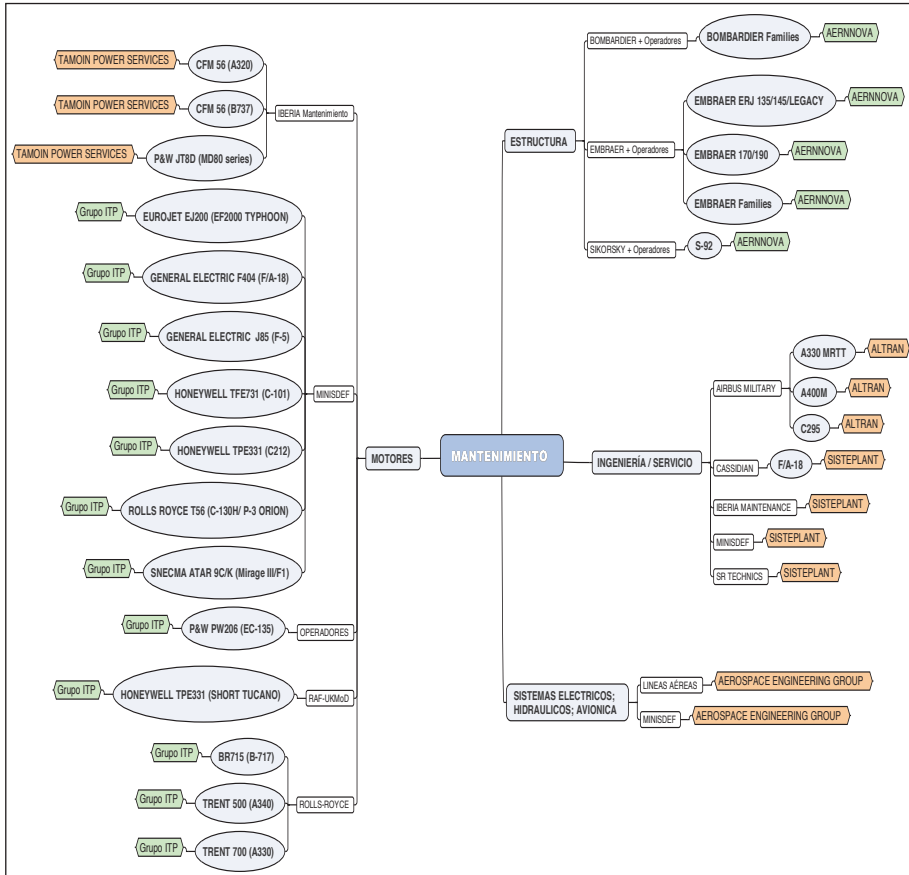 TAMOIN POWER SERVICES
CFM 56 (A320)
TAMOIN POWER SERVICES
CFM 56 (B737)
IBERIA Mantenimiento
TAMOIN POWER SERVICES
P&W JT8D (MD80 series)
Grupo ITP
EUROJET EJ200 (EF2000 TYPHOON)
Grupo ITP
GENERAL ELECTRIC F404 (F/A-18)
Grupo ITP
GENERAL ELECTRIC J85 (F-5)
Grupo ITP
HONEYWELL TFE731 (C-101)
MINISDEF
Grupo ITP
HONEYWELL TPE331 (C212)
Grupo ITP
ROLLS ROYCE T56 (C-130H/ P-3 ORION)
Grupo ITP
SNECMA ATAR 9C/K (Mirage III/F1)
MOTORES
Grupo ITP
P&W PW206 (EC-135)
OPERADORES
Grupo ITP
HONEYWELL TPE331 (SHORT TUCANO)
RAF-UKMoD
Grupo ITP
BR715 (B-717)
Grupo ITP
TRENT 500 (A340)
ROLLS-ROYCE
Grupo ITP
TRENT 700 (A330)
MANTENIMIENTO
ESTRUCTURA
BOMBARDIER + Operadores
BOMBARDIER Families
AERNNOVA
EMBRAER + Operadores
EMBRAER ERJ 135/145/LEGACY
AERNNOVA
EMBRAER 170/190
AERNNOVA
EMBRAER Families
AERNNOVA
SIKORSKY + Operadores
S-92
AERNNOVA
INGENIERÍA / SERVICIO
AIRBUS MILITARY
A330 MRTT
ALTRAN
A400M
ALTRAN
C295
ALTRAN
CASSIDIAN
F/A-18
SISTEPLANT
IBERIA MAINTENANCE
SISTEPLANT
MINISDEF
SISTEPLANT
SR TECHNICS
SISTEPLANT
SISTEMAS ELECTRICOS;
HIDRAULICOS; AVIONICA
LINEAS AÉREAS
AEROSPACE ENGINEERING GROUP
MINISDEF
AEROSPACE ENGINEERING GROUP